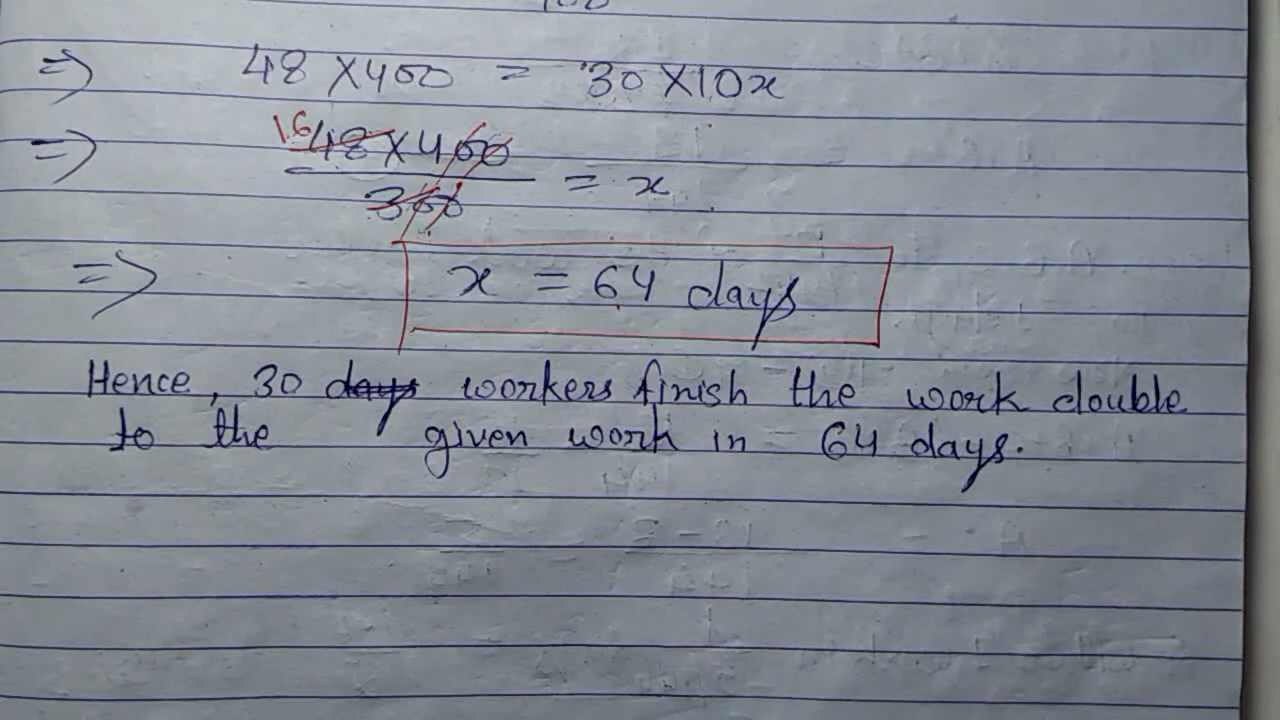 => 48 X 400 = 30 X 10x
=> 16 48 X 400 / 300 = x
=> x = 64 days
Hence, 30 days workers finish the work double
to the given work in 64 days.